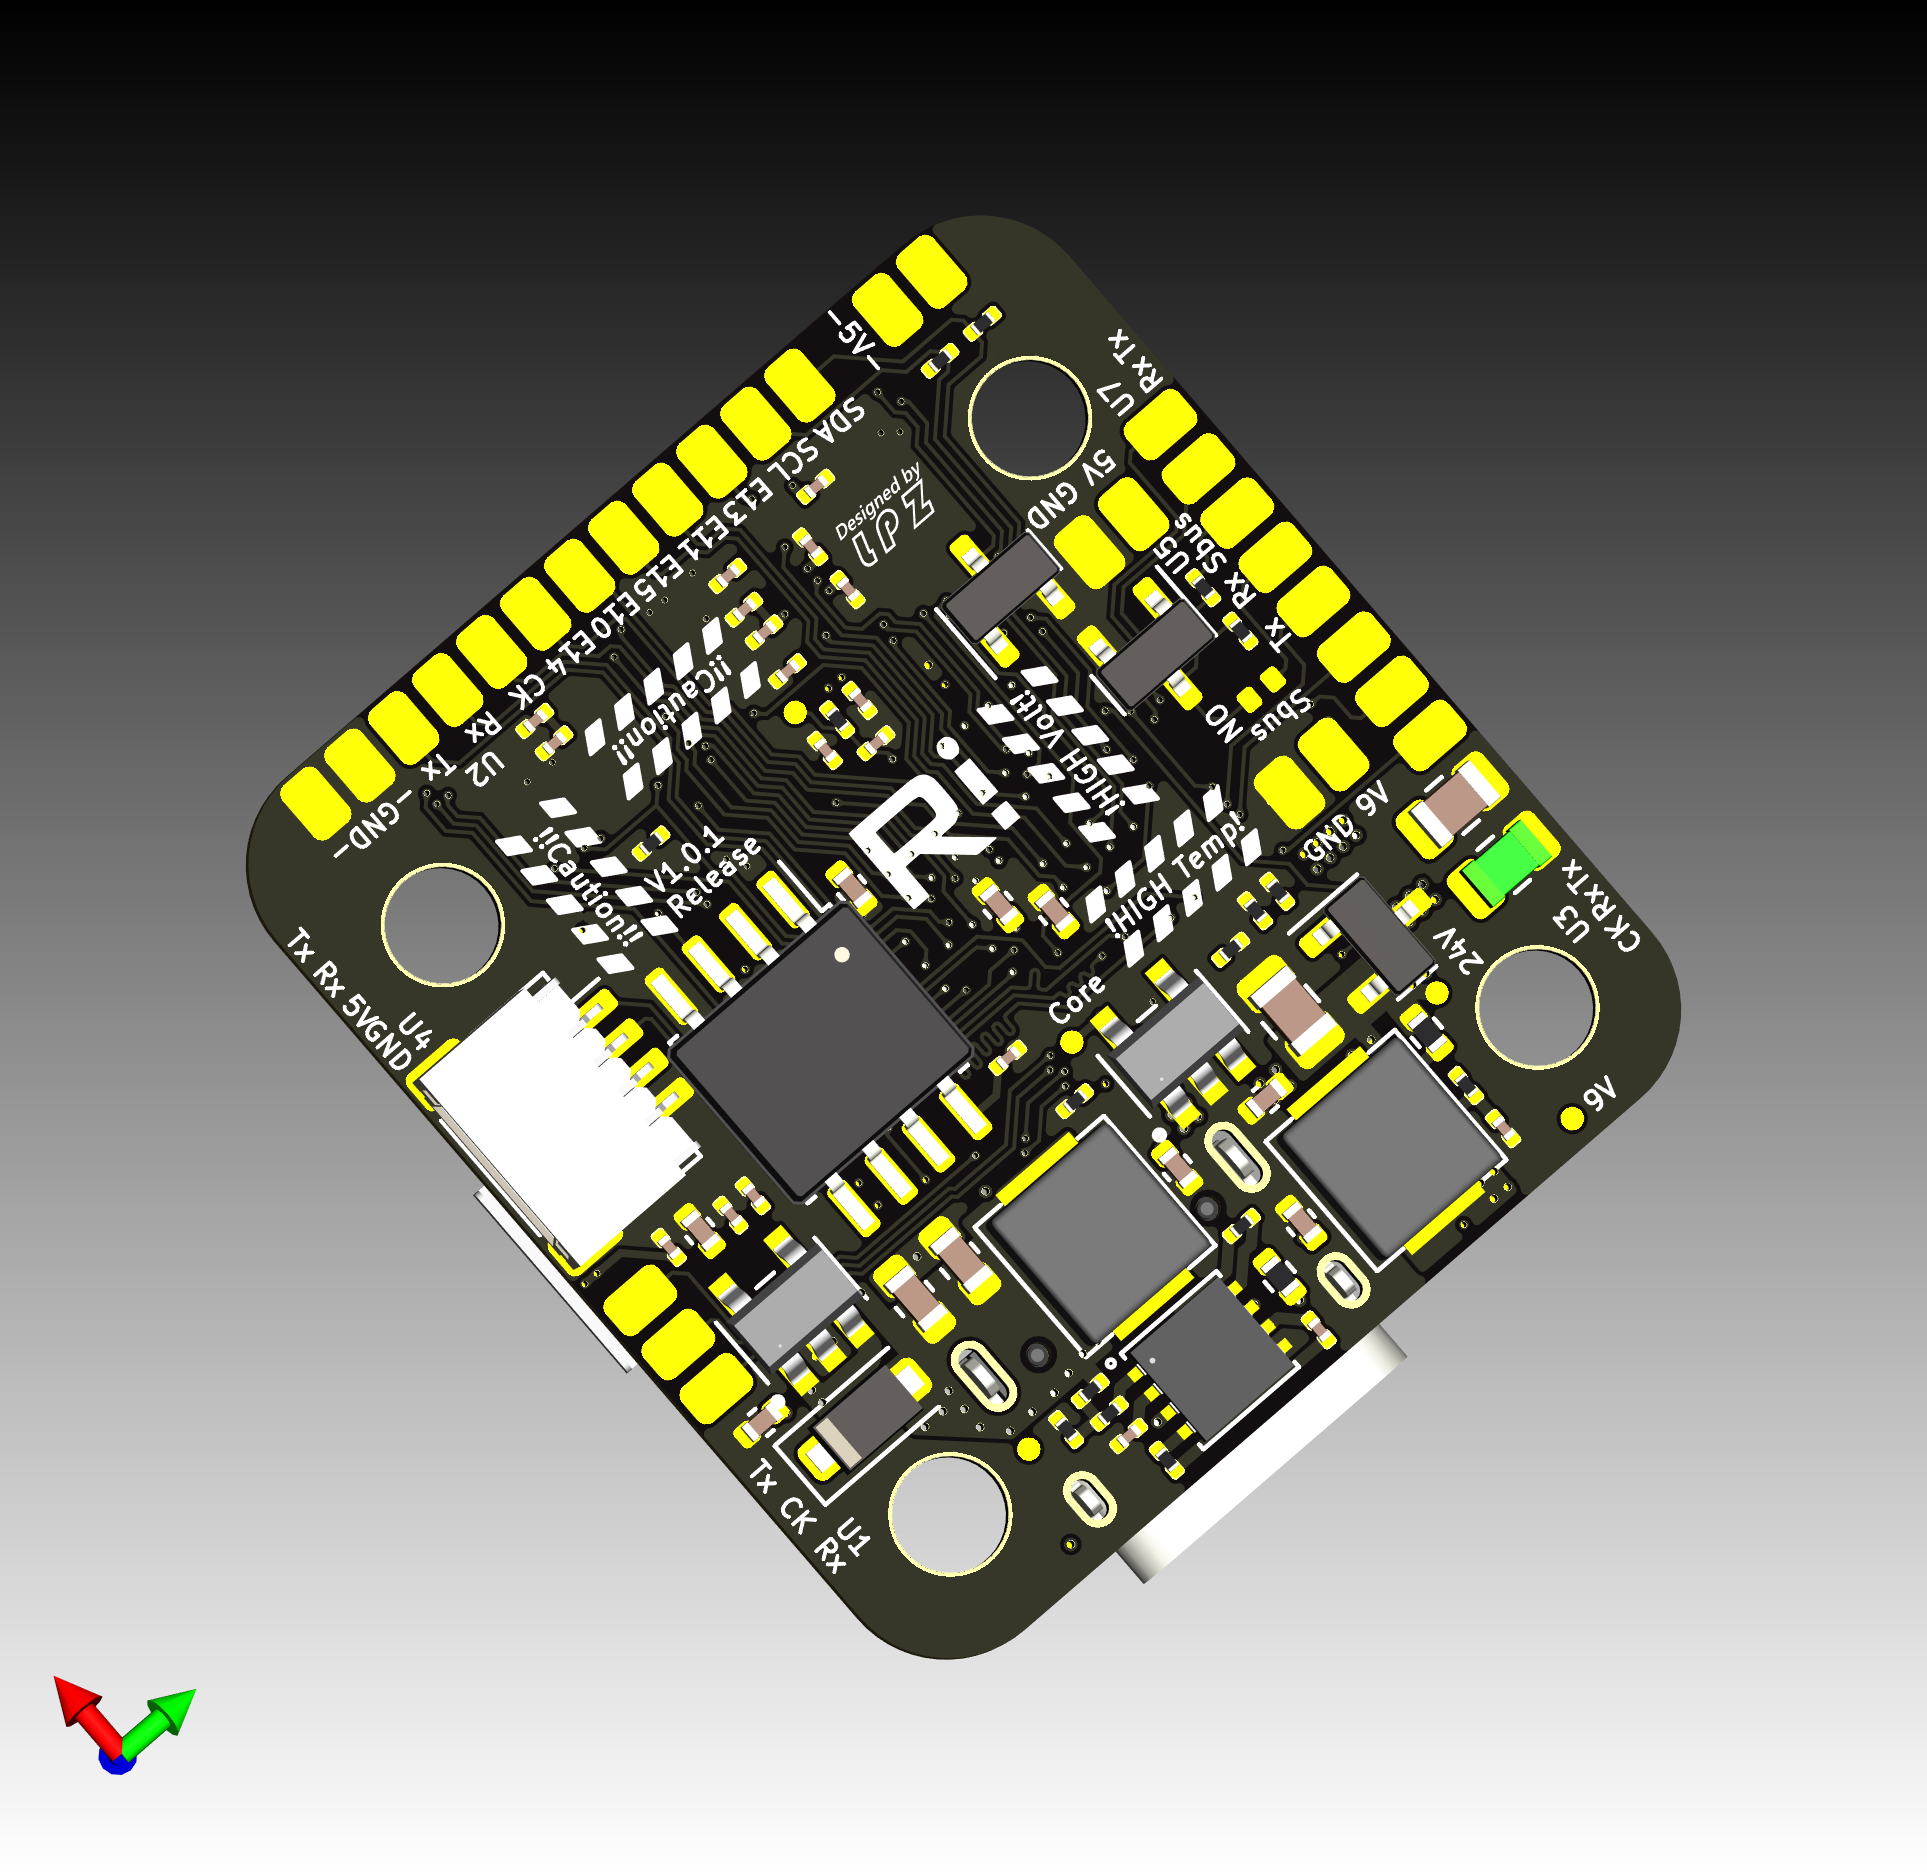 –5V–
SDA SCL E13 E11 E15 E10 E14 CK
Rx
Tx
U2
–GND–
Designed by
IPZ
Tx Rx
U7
5V GND
U5
Sbus
Rx
Tx
NO
Sbus
GND 9V
24V
U3
CK Rx Tx
9V
!!Caution!!
!!Caution!!
!HIGH Volt!
!HIGH Temp!
R!.
V1.0.1
Release
Core
Tx Rx 5V GND
U4
Tx CK Rx
U1